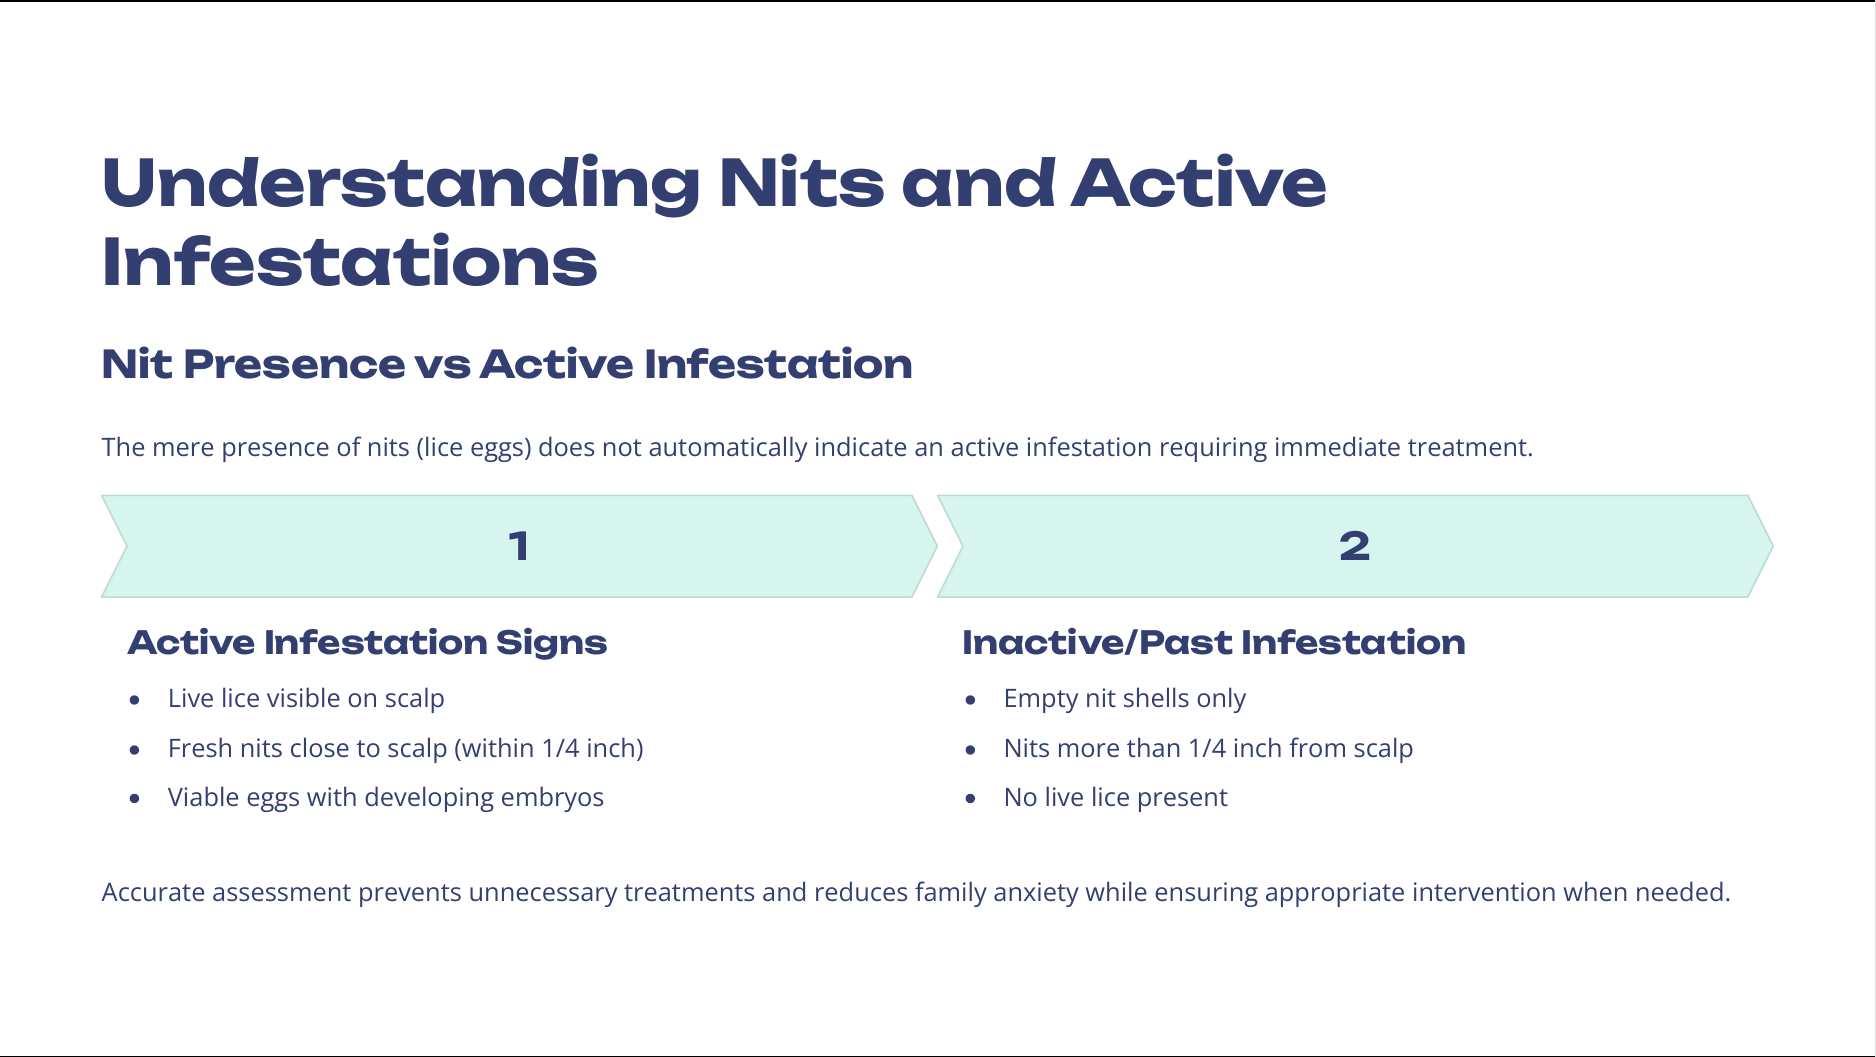 Understanding Nits and Active
Infestations
Nit Presence vs Active Infestation
The mere presence of nits (lice eggs) does not automatically indicate an active infestation requiring immediate treatment.
1
2
Active Infestation Signs
• Live lice visible on scalp
• Fresh nits close to scalp (within 1/4 inch)
• Viable eggs with developing embryos
Inactive/Past Infestation
• Empty nit shells only
• Nits more than 1/4 inch from scalp
• No live lice present
Accurate assessment prevents unnecessary treatments and reduces family anxiety while ensuring appropriate intervention when needed.